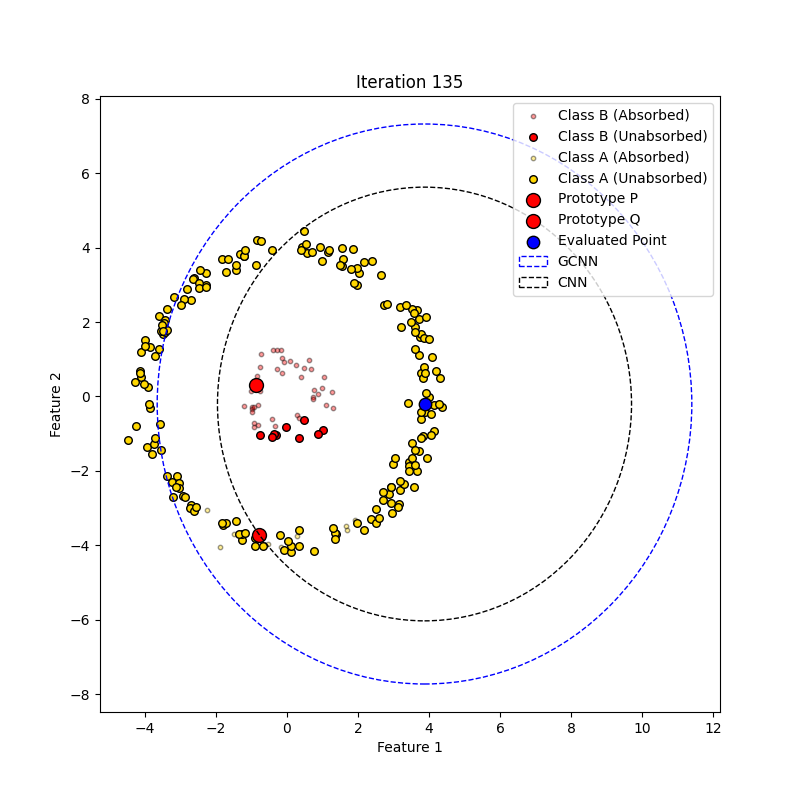 Iteration 135
Class B (Absorbed)
Class B (Unabsorbed)
Class A (Absorbed)
Class A (Unabsorbed)
Prototype P
Prototype Q
Evaluated Point
GCNN
CNN
8
6
4
2
0
−2
−4
−6
−8
Feature 2
−4 −2 0 2 4 6 8 10 12
Feature 1